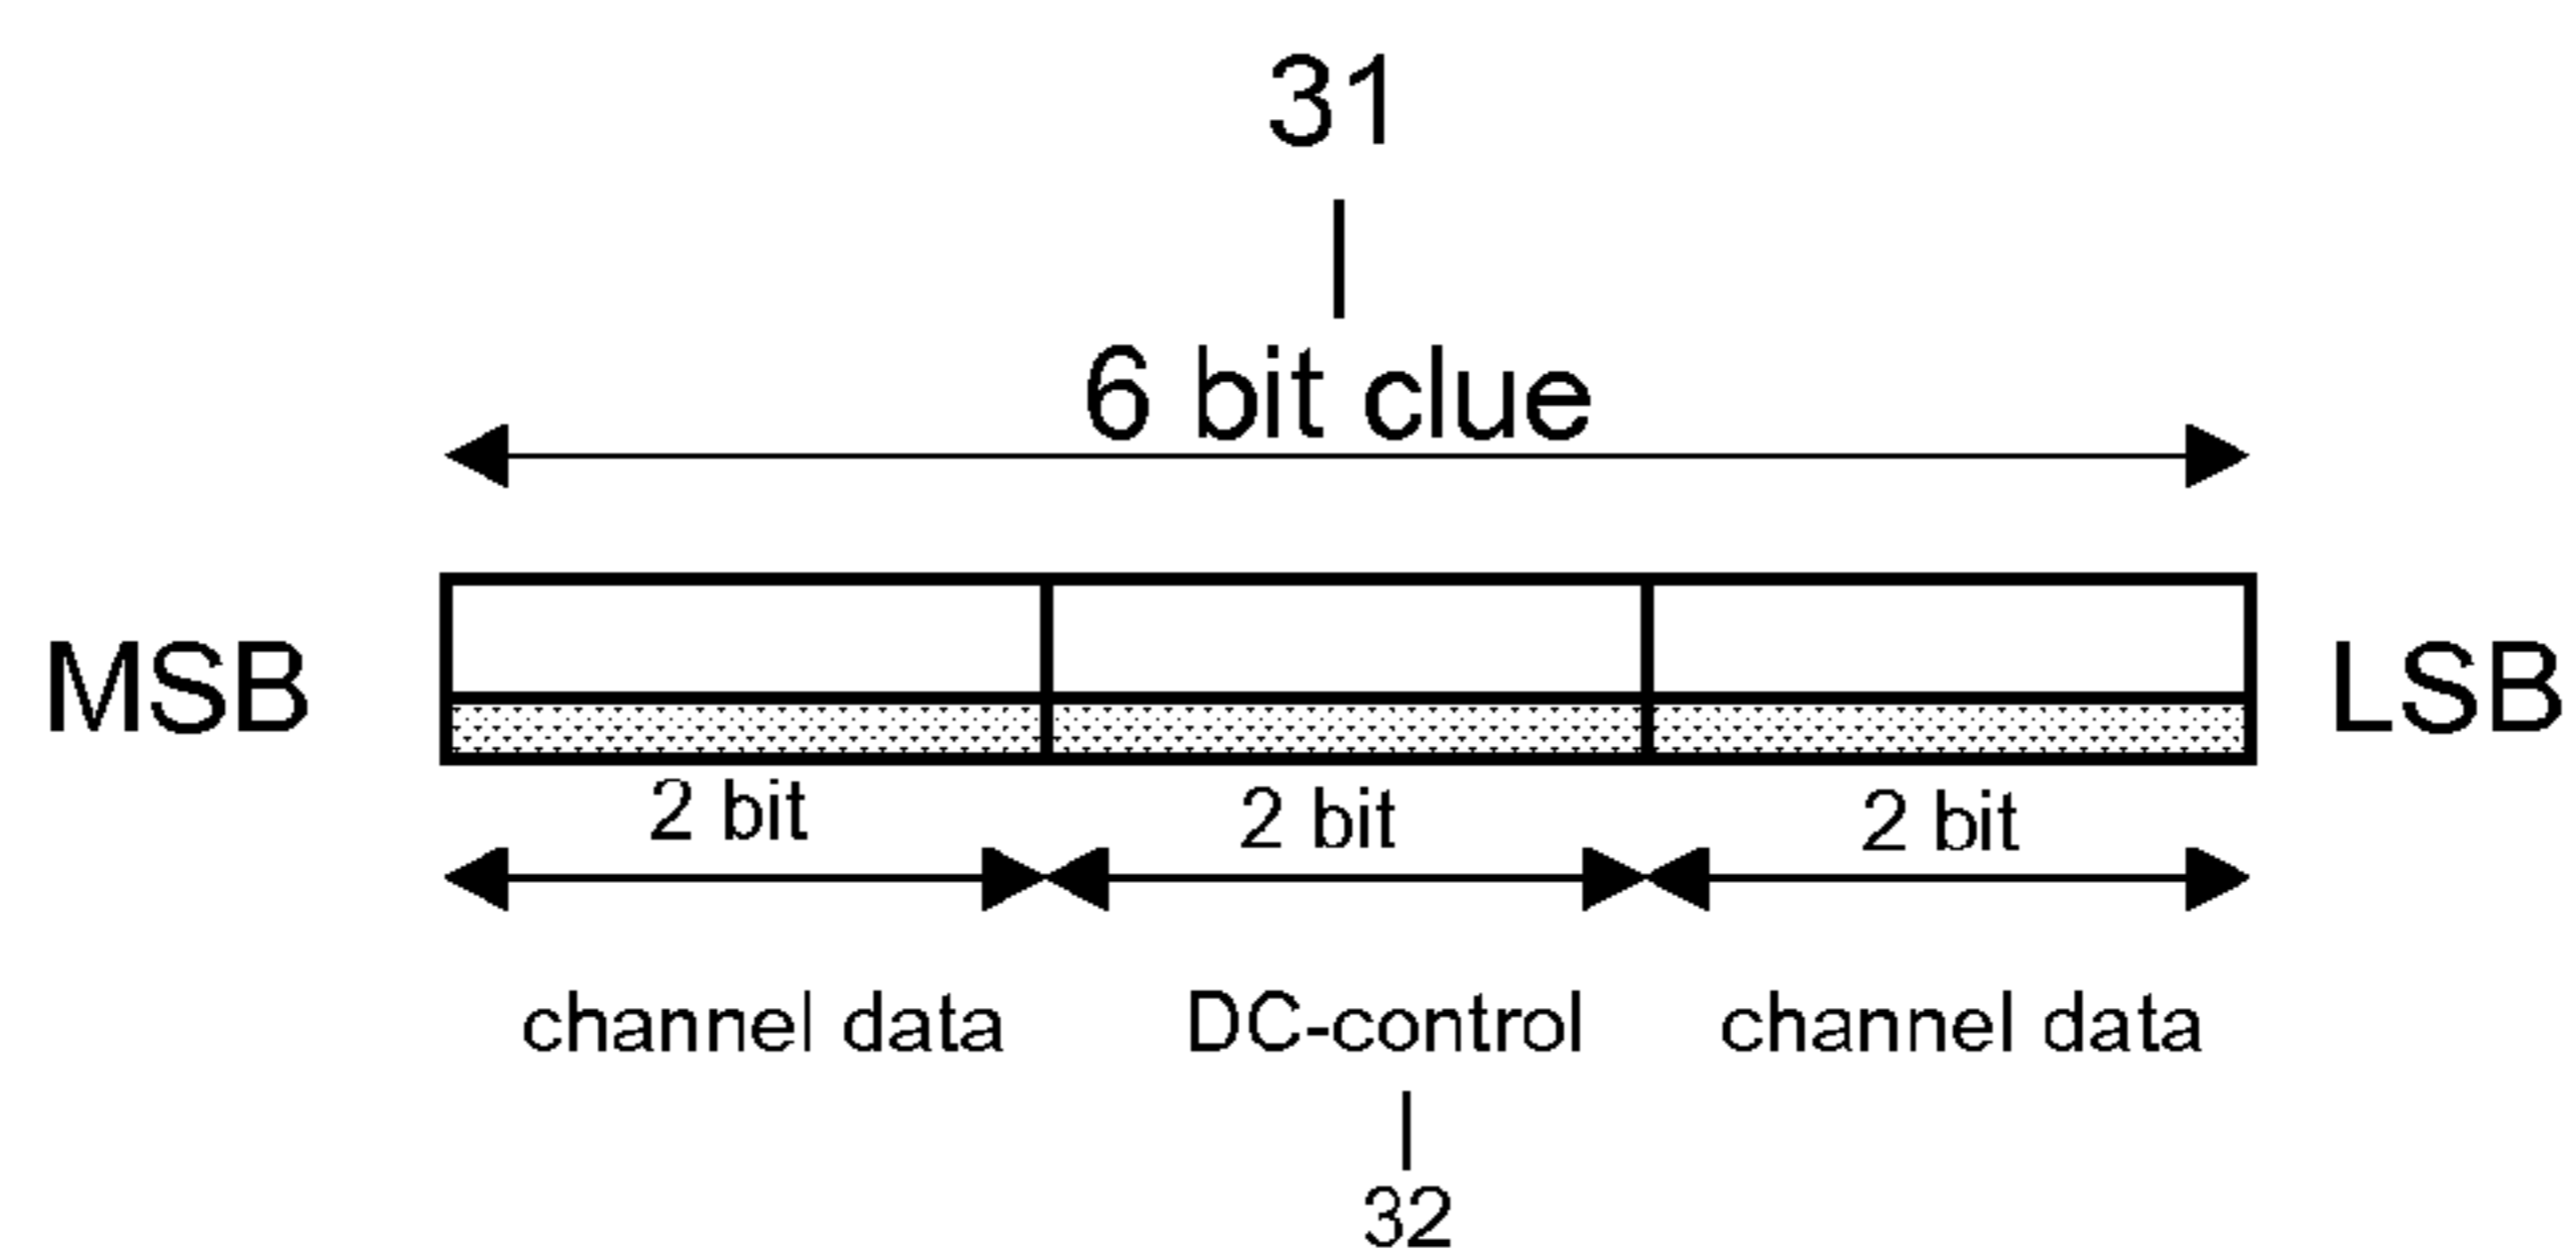 31
6 bit clue
MSB
LSB
2 bit 2 bit 2 bit
channel data DC-control channel data
32